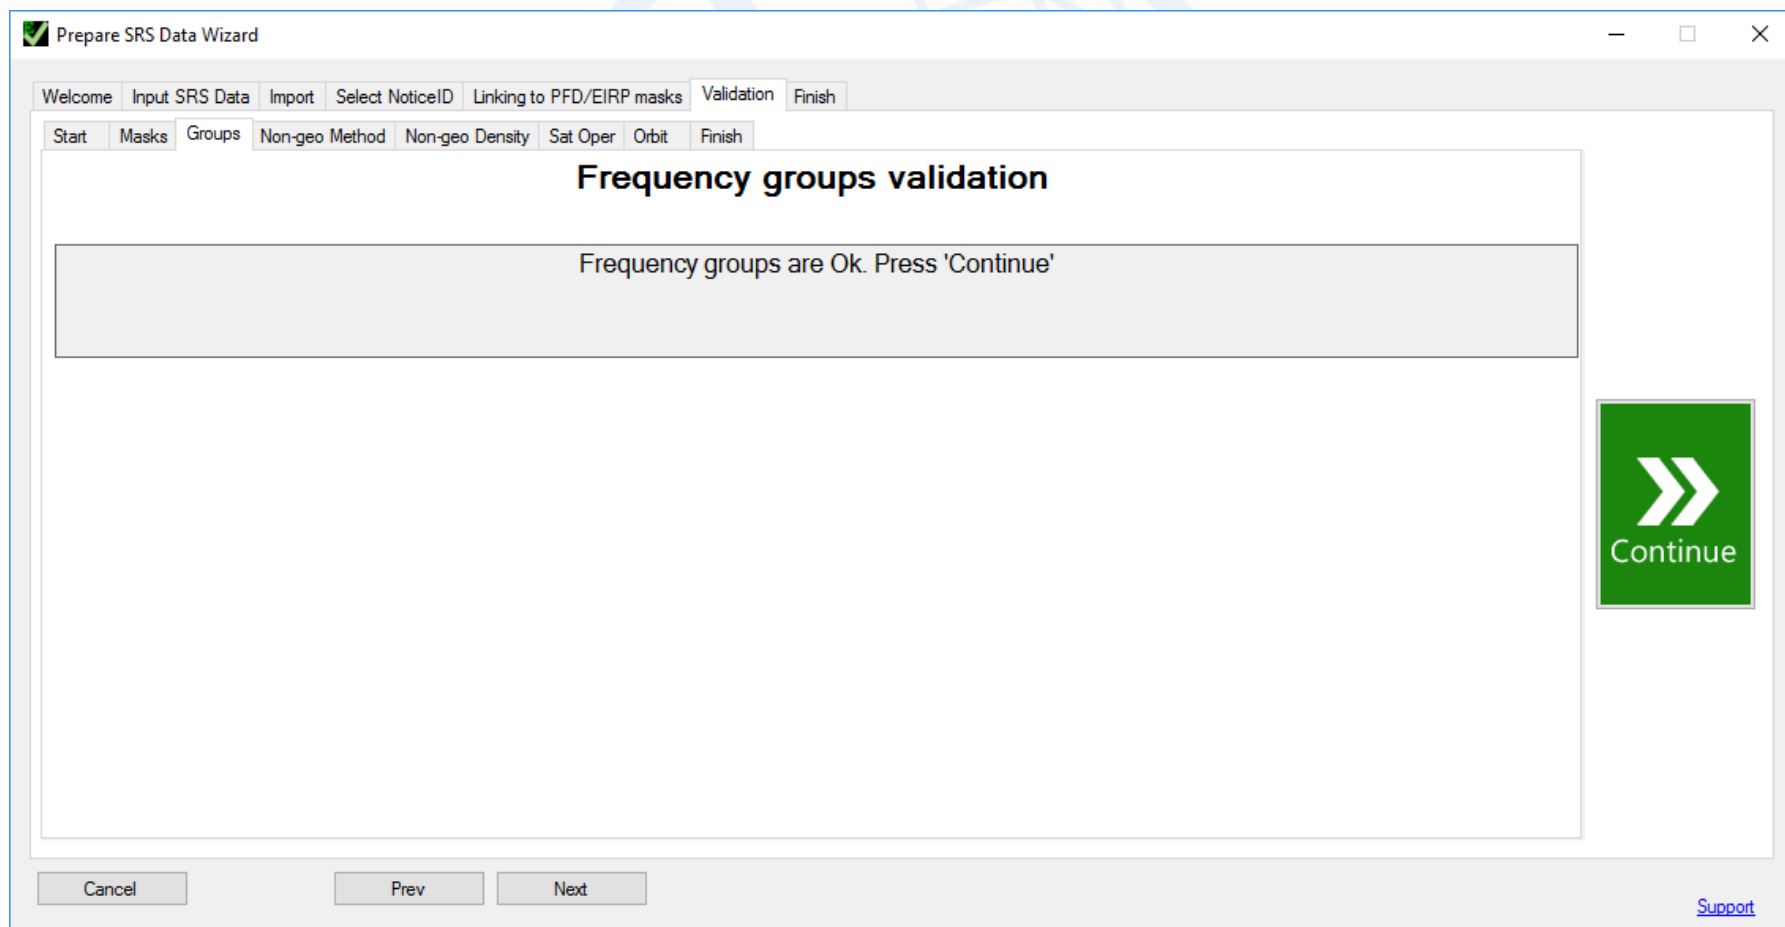 Prepare SRS Data Wizard
Welcome Input SRS Data Import Select NoticeID Linking to PFD/EIRP masks Validation Finish
Start Masks Groups Non-geo Method Non-geo Density Sat Oper Orbit Finish
Frequency groups validation
Frequency groups are Ok. Press 'Continue'
Continue
Cancel Prev Next
Support